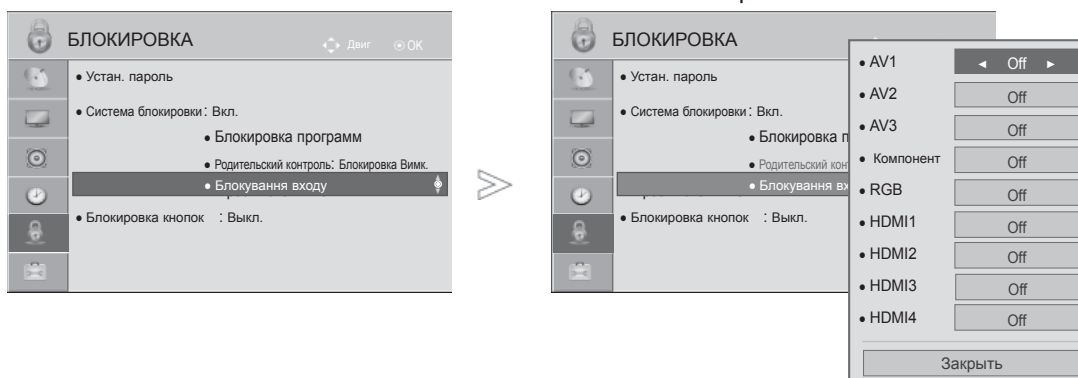 БЛОКИРОВКА
Двиг
OK
• Устан. пароль
• Система блокировки : Вкл.
• Блокировка программ
• Родительский контроль: Блокировка Вимк.
• Блокування входу
• Блокировка кнопок : Выкл.
БЛОКИРОВКА
• Устан. пароль
• Система блокировки : Вкл.
• Блокировка п
• Родительский кон
• Блокування вх
• Блокировка кнопок : Выкл.
• AV1 ◄ Off ►
• AV2 Off
• AV3 Off
• Компонент Off
• RGB Off
• HDMI1 Off
• HDMI2 Off
• HDMI3 Off
• HDMI4 Off
Закрыть